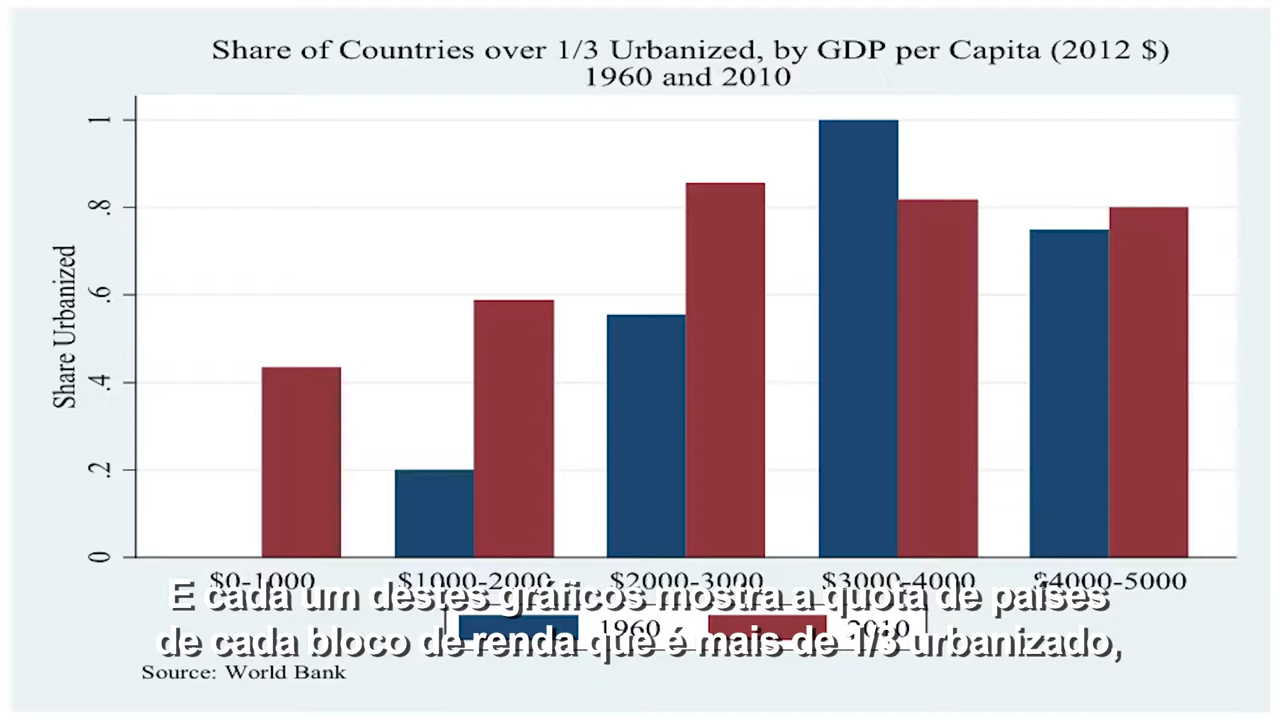 Share of Countries over 1/3 Urbanized, by GDP per Capita (2012 $)
1960 and 2010
Share Urbanized
1
.8
.6
.4
.2
0
$0-1000 $1000-2000 $2000-3000 $3000-4000 $4000-5000
E cada um destes gráficos mostra a quota de países
1960 2010
de cada bloco de renda que é mais de 1/3 urbanizado,
Source: World Bank